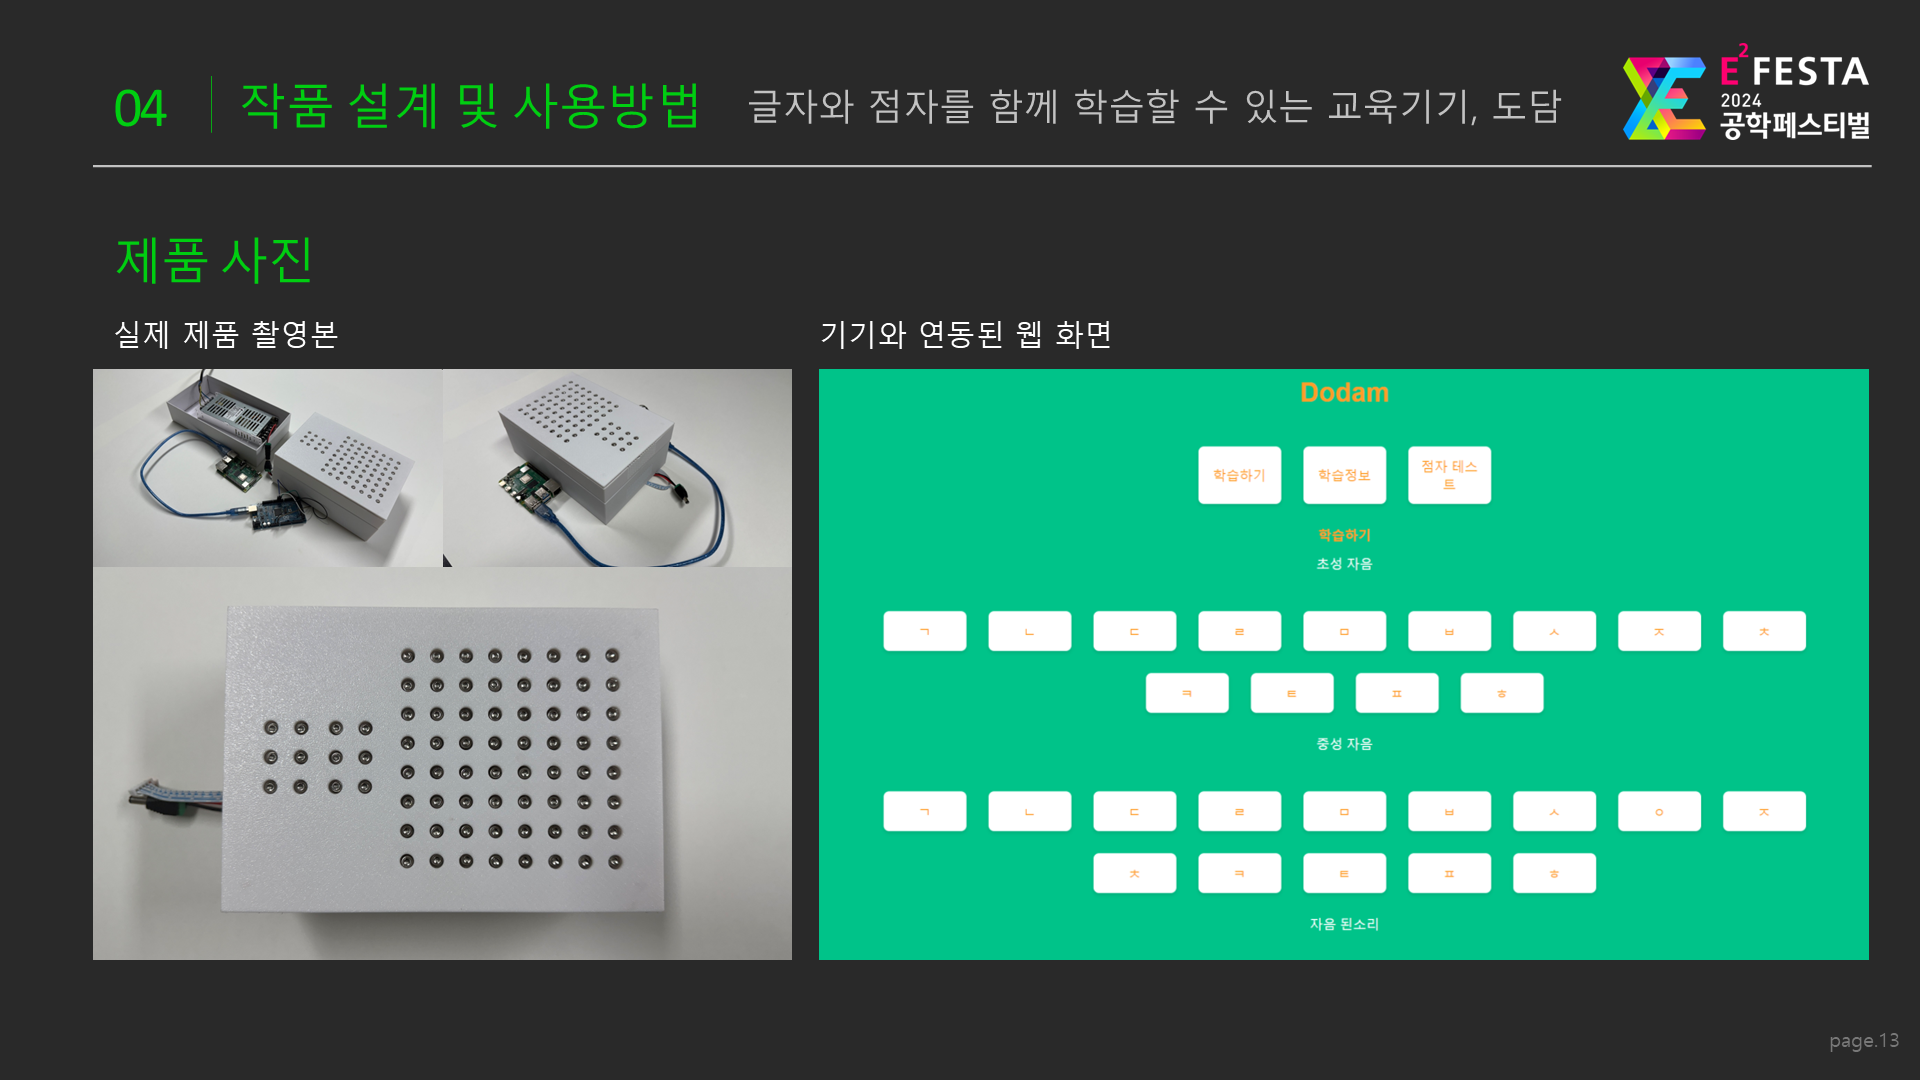 04
작품 설계 및 사용방법
글자와 점자를 함께 학습할 수 있는 교육기기, 도담
E² FESTA
2024
공학페스티벌
제품 사진
실제 제품 촬영본
기기와 연동된 웹 화면
Dodam
학습하기
학습정보
점자 테스
트
학습하기
초성 자음
ㄱ ㄴ ㄷ ㄹ ㅁ ㅂ ㅅ ㅈ ㅊ
ㅋ ㅌ ㅍ ㅎ
중성 자음
ㄱ ㄴ ㄷ ㄹ ㅁ ㅂ ㅅ ㅇ ㅈ
ㅊ ㅋ ㅌ ㅍ ㅎ
자음 된소리
page.13